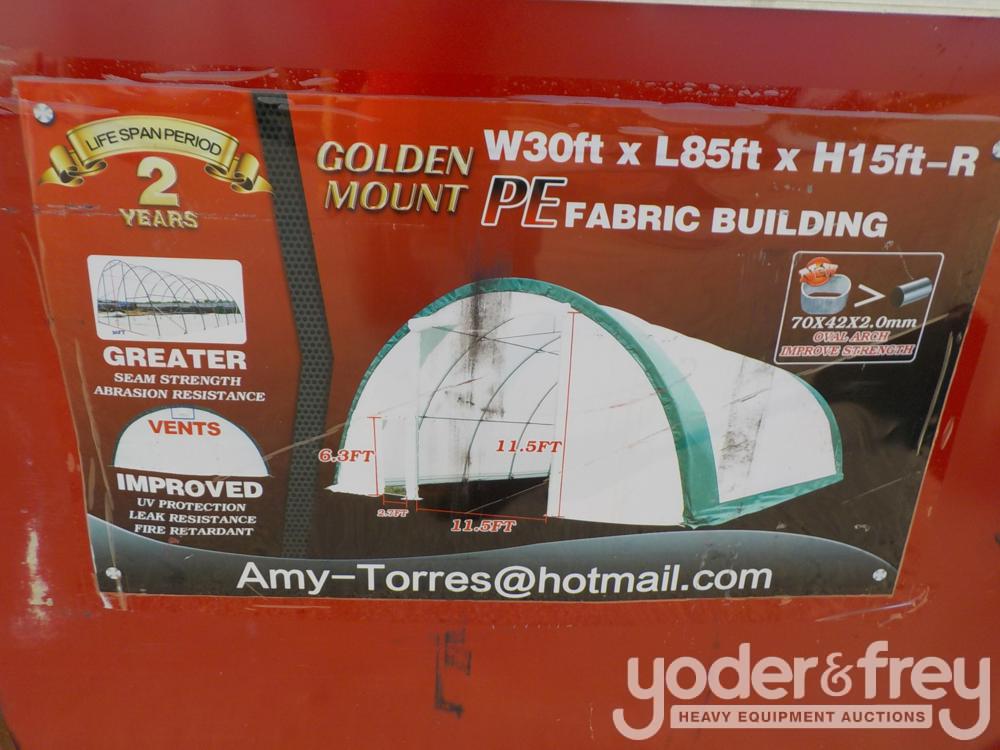 LIFE SPAN PERIOD
2
YEARS
GOLDEN
MOUNT
W30ft x L85ft x H15ft-R
PE FABRIC BUILDING
70X42X2.0mm
OVAL ARCH
IMPROVE STRENGTH
GREATER
SEAM STRENGTH
ABRASION RESISTANCE
VENTS
IMPROVED
UV PROTECTION
LEAK RESISTANCE
FIRE RETARDANT
6.3FT
11.5FT
2.7FT
11.5FT
Amy-Torres@hotmail.com
yoder&frey
HEAVY EQUIPMENT AUCTIONS